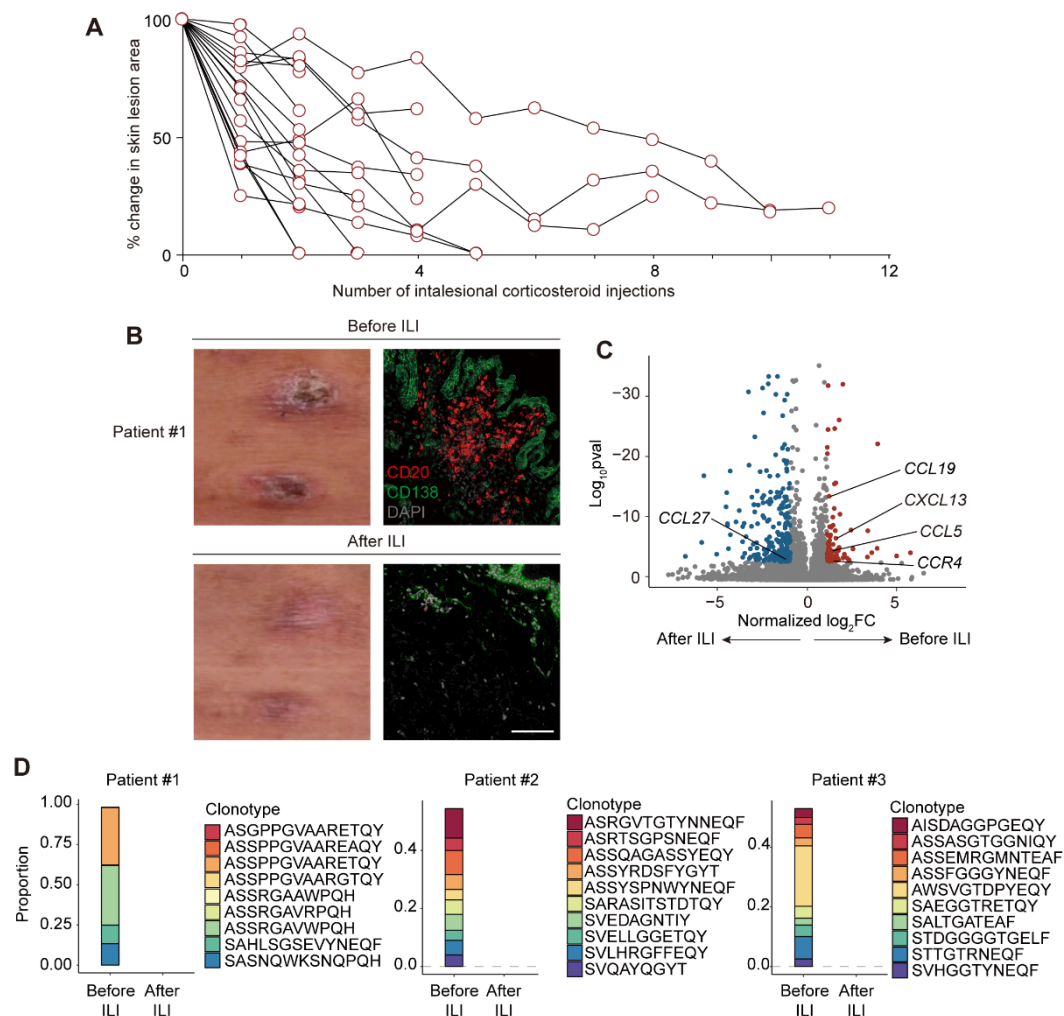 A
% change in skin lesion area
100
50
0
0
4
8
12
Number of intalesional corticosteroid injections
B
Before ILI
Patient #1
CD20
CD138
DAPI
After ILI
C
Log10pval
−30
−20
−10
0
CCL27
CCL19
CXCL13
CCL5
CCR4
−5
0
5
Normalized log2FC
After ILI
Before ILI
D
Patient #1
Proportion
1.00
0.75
0.50
0.25
0.00
Before ILI
After ILI
Clonotype
ASGPPGVAARETQY
ASSPPGVAAREAQY
ASSPPGVAARETQY
ASSPPGVAARGTQY
ASSRGAAWPQH
ASSRGAVRPQH
ASSRGAVWPQH
SAHLSGSEVYNEQF
SASNQWKSNQPQH
Patient #2
0.4
0.2
0.0
Before ILI
After ILI
Clonotype
ASRGVTGTYNNEQF
ASRTSGPSNEQF
ASSQAGASSYEQY
ASSYRDSFYGYT
ASSYSPNWYNEQF
SARASITSTDTQY
SVEDAGNTIY
SVELLGGETQY
SVLHRGFFEQY
SVQAYQGYT
Patient #3
0.4
0.2
0.0
Before ILI
After ILI
Clonotype
AISDAGGPGEQY
ASSASGTGGNIQY
ASSEMRGMNTEAF
ASSFGGGYNEQF
AWSVGTDPYEQY
SAEGGTRETQY
SALTGATEAF
STDGGGGTGELF
STTGTRNEQF
SVHGGTYNEQF